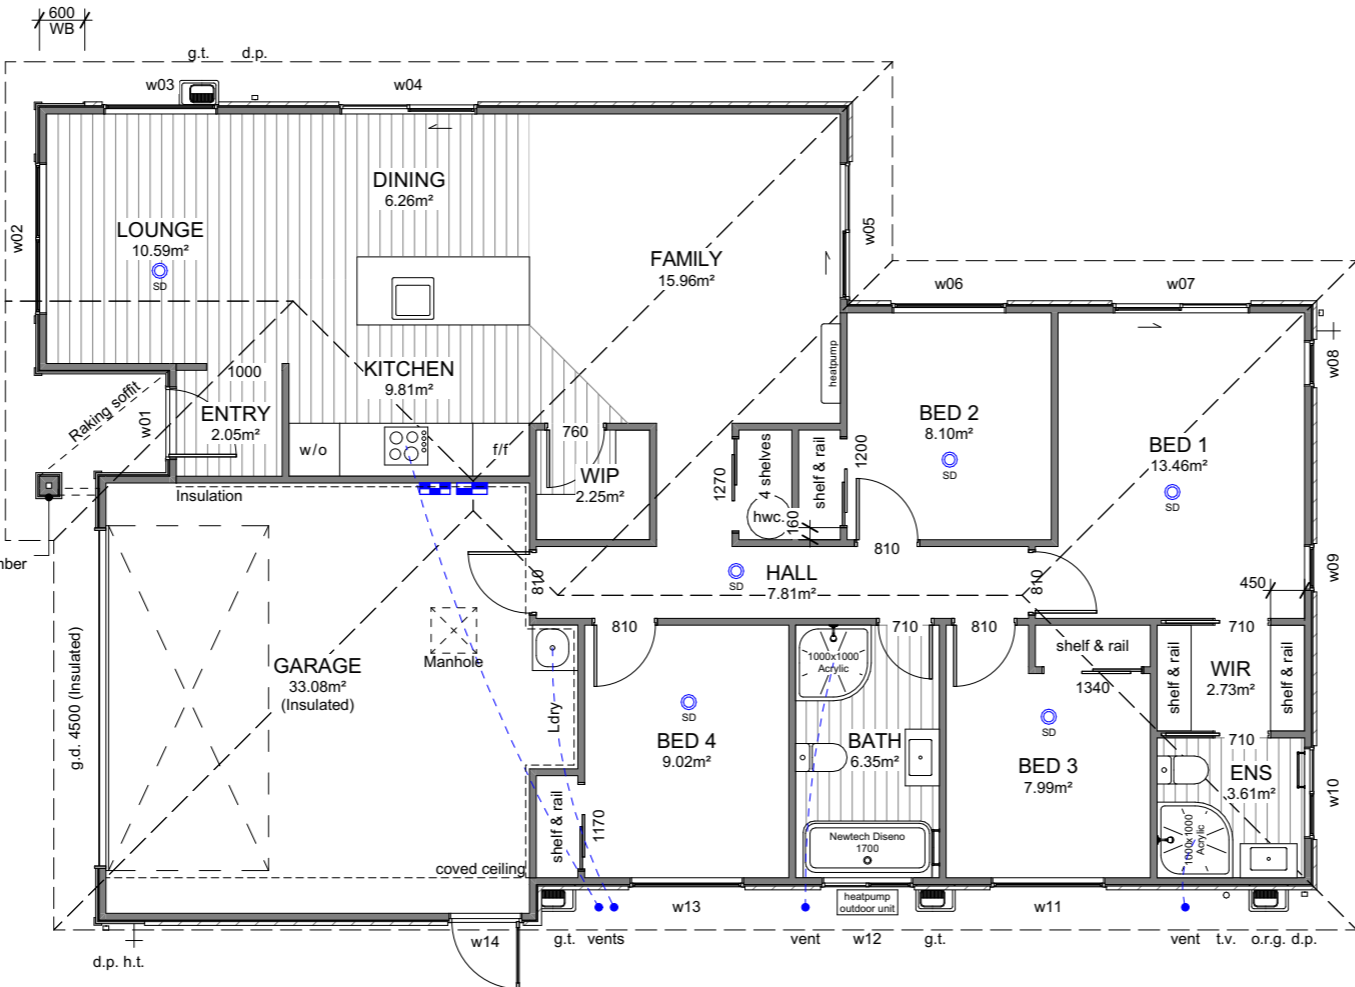 600
WB
g.t.
d.p.
w03
w04
w02
DINING
6.26m²
LOUNGE
10.59m²
SD
FAMILY
15.96m²
w05
w06
w07
w08
KITCHEN
9.81m²
1000
ENTRY
2.05m²
Raking soffit
w01
w/o
f/f
760
WIP
2.25m²
heatpump
1270
4 shelves
hwc.
160
shelf & rail
1200
BED 2
8.10m²
SD
BED 1
13.46m²
SD
Insulation
mber
810
810
810
SD
HALL
7.81m²
w09
450
g.d. 4500 (Insulated)
Manhole
GARAGE
33.08m²
(Insulated)
Ldry
810
SD
BED 4
9.02m²
shelf & rail
1170
coved ceiling
1000x1000
Acrylic
710
BATH
6.35m²
Newtech Diseno
1700
810
shelf & rail
1340
SD
BED 3
7.99m²
710
shelf & rail
WIR
2.73m²
shelf & rail
710
ENS
3.61m²
1000x1000
Acrylic
w10
d.p. h.t.
w14
g.t.
vents
w13
vent
heatpump
outdoor unit
w12
g.t.
w11
vent
t.v.
o.r.g.
d.p.